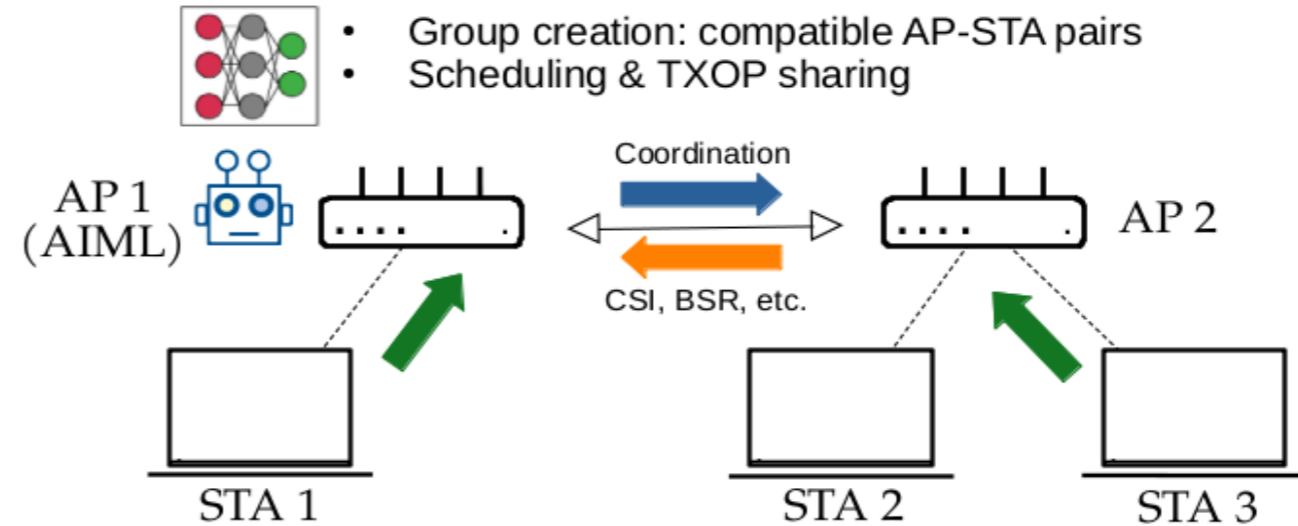 • Group creation: compatible AP-STA pairs
• Scheduling & TXOP sharing
Coordination
AP 1
(AIML)
AP 2
CSI, BSR, etc.
STA 1
STA 2
STA 3